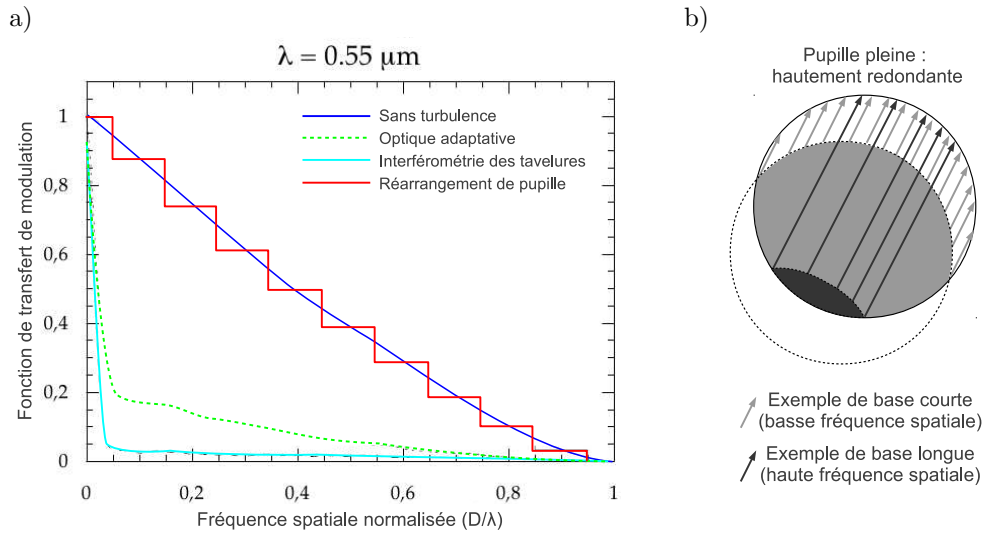 a)
λ = 0.55 µm
Fonction de transfert de modulation
1
0,8
0,6
0,4
0,2
0
Sans turbulence
Optique adaptative
Interférométrie des tavelures
Réarrangement de pupille
0
0,2
0,4
0,6
0,8
1
Fréquence spatiale normalisée (D/λ)
b)
Pupille pleine :
hautement redondante
Exemple de base courte
(basse fréquence spatiale)
Exemple de base longue
(haute fréquence spatiale)